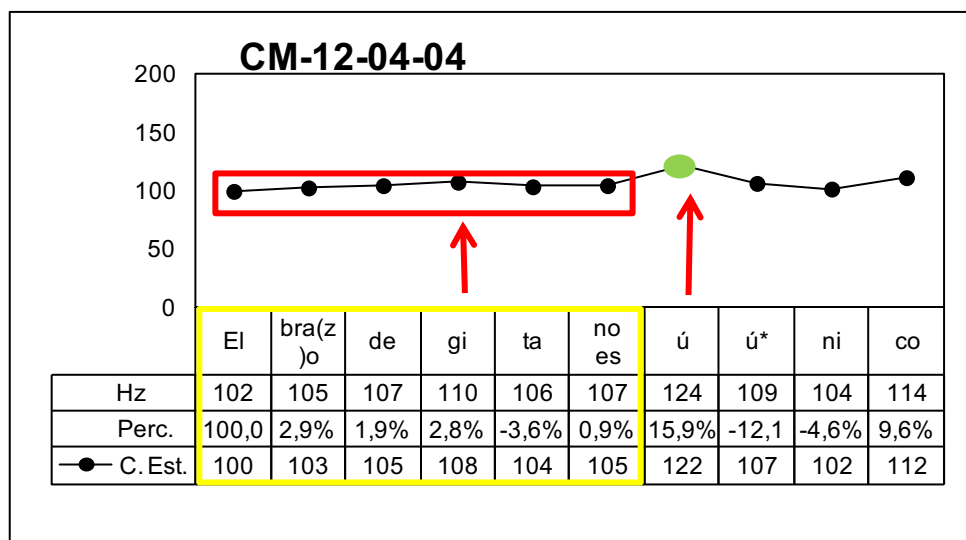 CM-12-04-04
200
150
100
50
0
El bra(z )o de gi ta no es ú ú* ni co
Hz 102 105 107 110 106 107 124 109 104 114
Perc. 100,0 2,9% 1,9% 2,8% -3,6% 0,9% 15,9% -12,1 -4,6% 9,6%
C. Est. 100 103 105 108 104 105 122 107 102 112